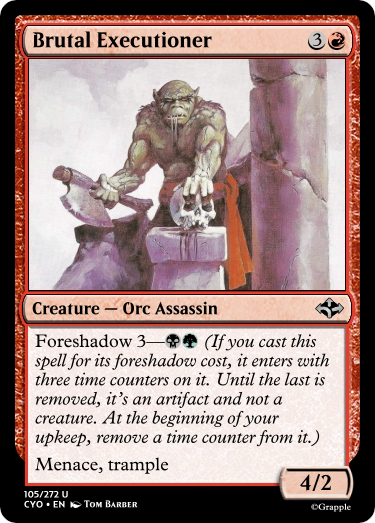 Brutal Executioner 3
Creature — Orc Assassin
Foreshadow 3— (If you cast this
spell for its foreshadow cost, it enters with
three time counters on it. Until the last is
removed, it's an artifact and not a
creature. At the beginning of your
upkeep, remove a time counter from it.)
Menace, trample
4/2
105/272 U
CYO • EN Tom Barber
©Grapple